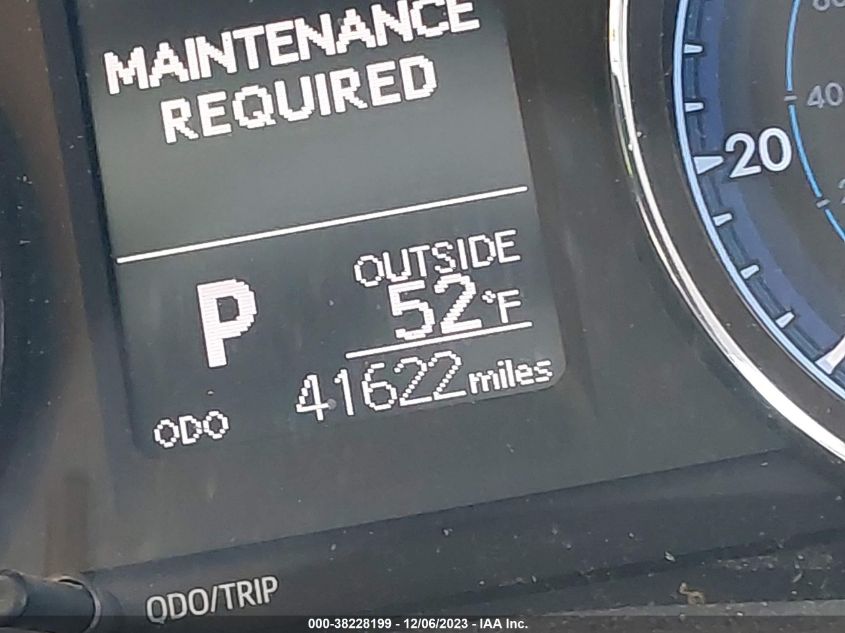 MAINTENANCE
REQUIRED
P
OUTSIDE
52°F
ODO
41622 miles
20
40
ODO/TRIP
000-38228199 - 12/06/2023 - IAA Inc.